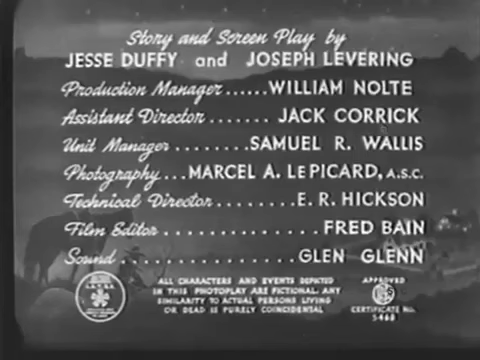 Story and Screen Play by
JESSE DUFFY and JOSEPH LEVERING
Production Manager......WILLIAM NOLTE
Assistant Director.......JACK CORRICK
Unit Manager........SAMUEL R. WALLIS
Photography...MARCEL A. LePICARD, A.S.C.
Technical Director........E. R. HICKSON
Film Editor..............FRED BAIN
Sound.................GLEN GLENN
ALL CHARACTERS AND EVENTS DEPICTED
IN THIS PHOTOPLAY ARE FICTIONAL. ANY
SIMILARITY TO ACTUAL PERSONS LIVING
OR DEAD IS PURELY COINCIDENTAL
APPROVED
CERTIFICATE NO.
5468